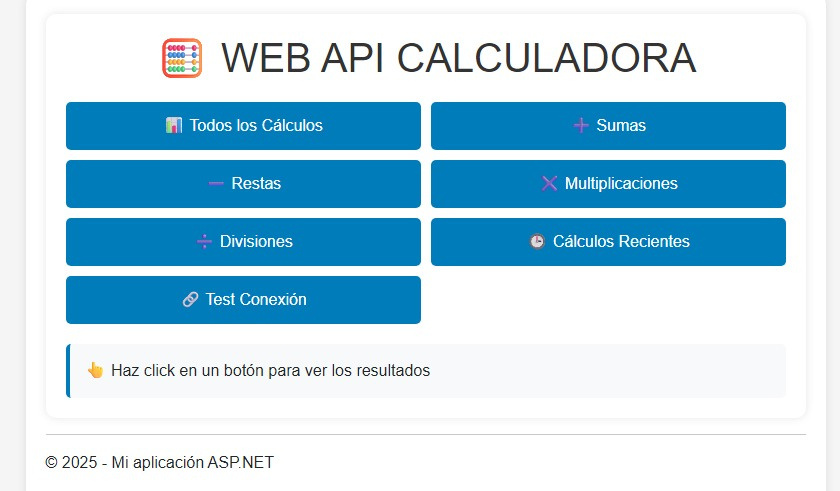 🧮 WEB API CALCULADORA
📊 Todos los Cálculos
➕ Sumas
➖ Restas
✖️ Multiplicaciones
➗ Divisiones
🕒 Cálculos Recientes
🔗 Test Conexión
👆 Haz click en un botón para ver los resultados
© 2025 - Mi aplicación ASP.NET